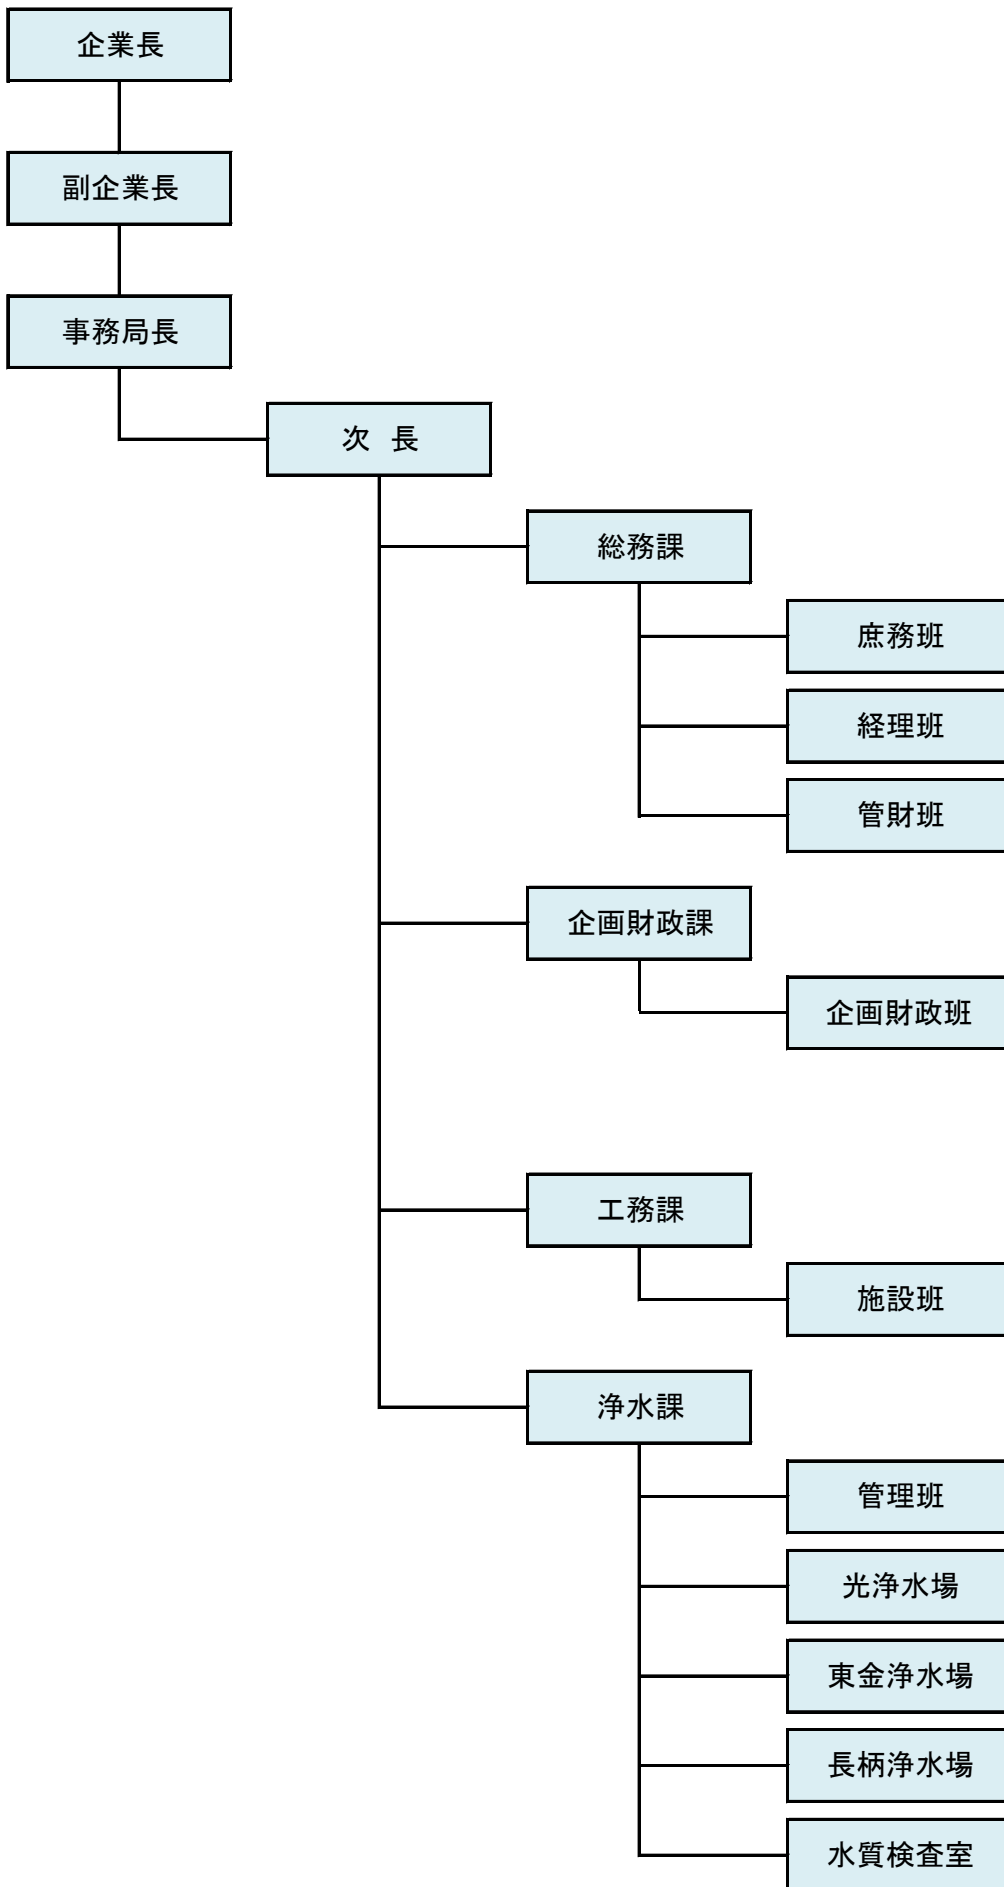 企業長
副企業長
事務局長
次 長
総務課
庶務班
経理班
管財班
企画財政課
企画財政班
工務課
施設班
浄水課
管理班
光浄水場
東金浄水場
長柄浄水場
水質検査室